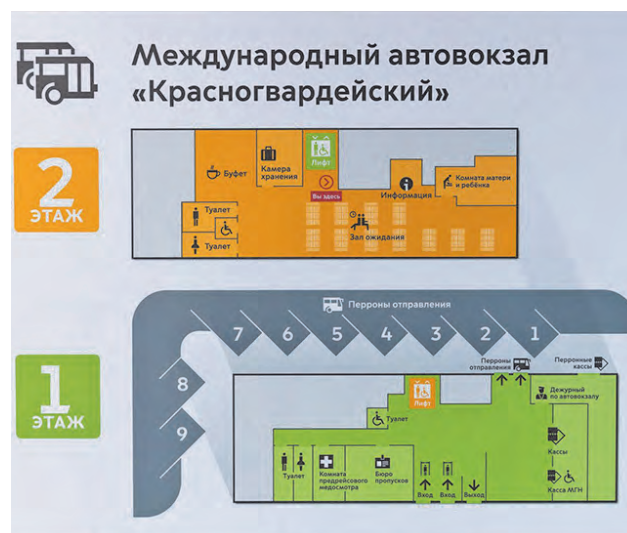 Международный автовокзал
«Красногвардейский»
2
ЭТАЖ
Буфет
Камера
хранения
Лифт
Вы здесь
Информация
Комната матери
и ребёнка
Туалет
Туалет
Зал ожидания
Перроны отправления
7
6
5
4
3
2
1
8
9
1
ЭТАЖ
Перроны
отправления
Перронные
кассы
Лифт
Дежурный
по автовокзалу
Туалет
Кассы
Туалет
Комната
предрейсового
медосмотра
Бюро
пропусков
Вход
Вход
Выход
Касса МГН